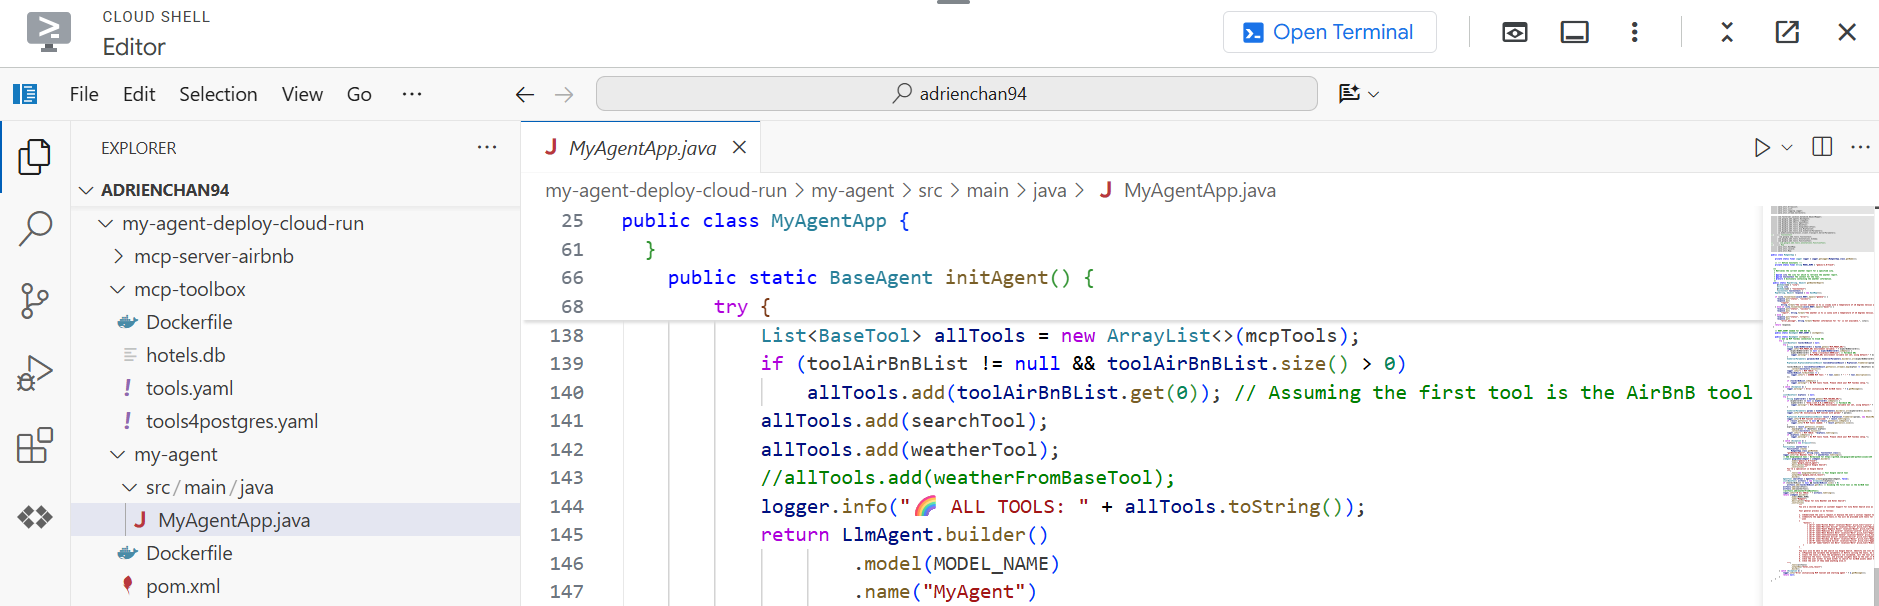 CLOUD SHELL
Editor
Open Terminal
File Edit Selection View Go ···
adrienchan94
EXPLORER
MyAgentApp.java
ADRIENCHAN94
my-agent-deploy-cloud-run
mcp-server-airbnb
mcp-toolbox
Dockerfile
hotels.db
tools.yaml
tools4postgres.yaml
my-agent
src/main/java
MyAgentApp.java
Dockerfile
pom.xml
my-agent-deploy-cloud-run > my-agent > src > main > java > MyAgentApp.java
25 public class MyAgentApp {
61 }
66 public static BaseAgent initAgent() {
68 try {
138 List<BaseTool> allTools = new ArrayList<>(mcpTools);
139 if (toolAirBnBList != null && toolAirBnBList.size() > 0)
140 allTools.add(toolAirBnBList.get(0)); // Assuming the first tool is the AirBnB tool
141 allTools.add(searchTool);
142 allTools.add(weatherTool);
143 //allTools.add(weatherFromBaseTool);
144 logger.info("🌈 ALL TOOLS: " + allTools.toString());
145 return LlmAgent.builder()
146 .model(MODEL_NAME)
147 .name("MyAgent")